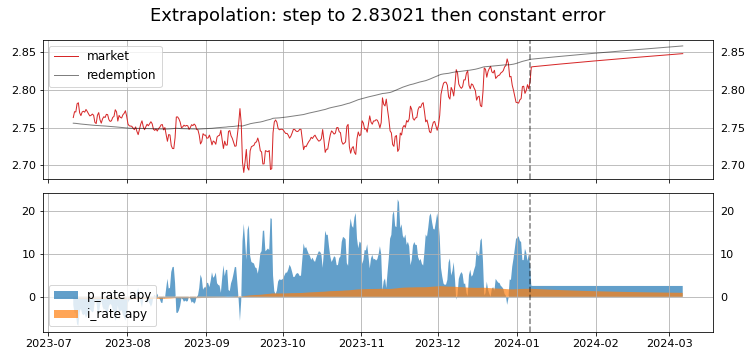 Extrapolation: step to 2.83021 then constant error
2.85 market 2.85
redemption
2.80 2.80
2.75 2.75
2.70 2.70
20 20
10 10
0 p_rate apy 0
i_rate apy
2023-07 2023-08 2023-09 2023-10 2023-11 2023-12 2024-01 2024-02 2024-03